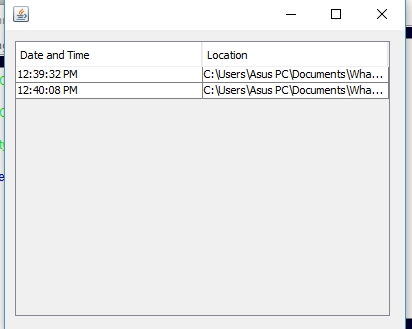 Date and Time Location
12:39:32 PM C:\Users\Asus PC\Documents\Wha...
12:40:08 PM C:\Users\Asus PC\Documents\Wha...